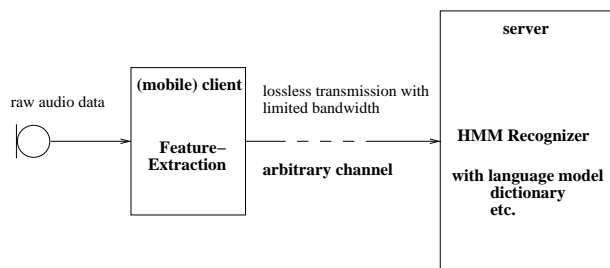 raw audio data
(mobile) client
Feature−
Extraction
lossless transmission with
limited bandwidth
arbitrary channel
server
HMM Recognizer
with language model
dictionary
etc.